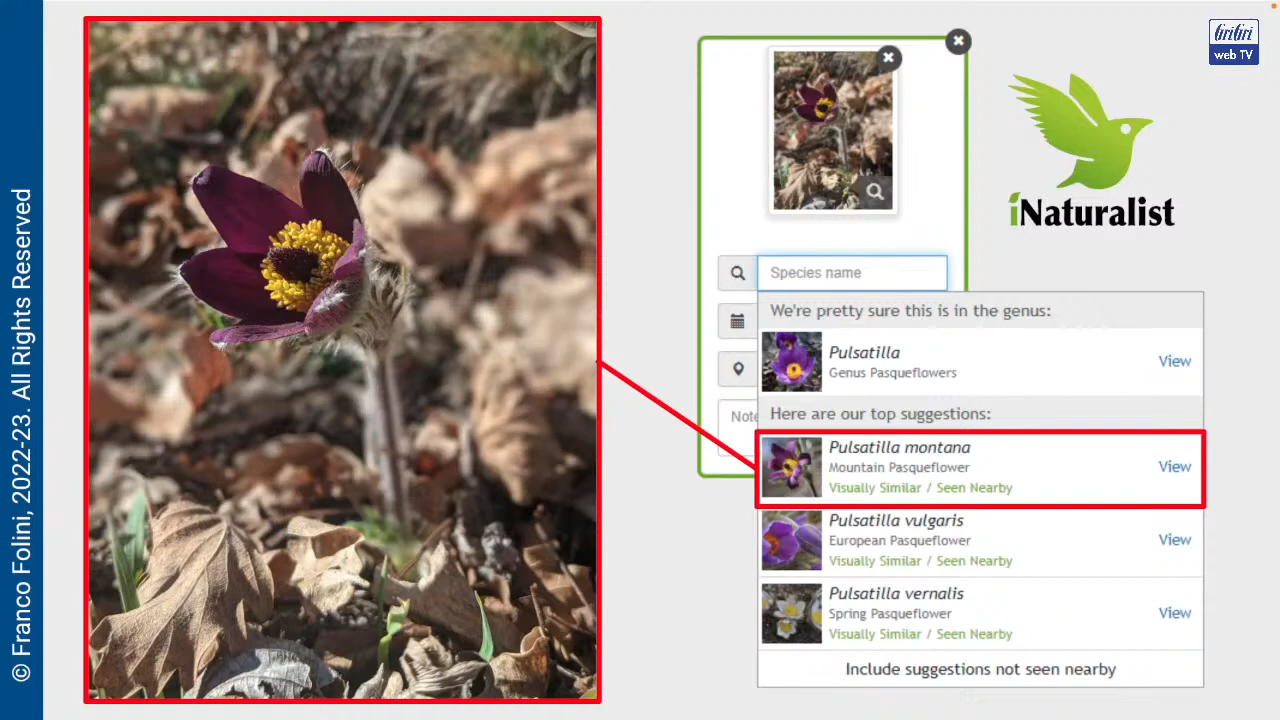 © Franco Folini, 2022-23. All Rights Reserved
liriliri
web TV
iNaturalist
Species name
We're pretty sure this is in the genus:
Pulsatilla
Genus Pasqueflowers
View
Here are our top suggestions:
Note
Pulsatilla montana
Mountain Pasqueflower
Visually Similar / Seen Nearby
View
Pulsatilla vulgaris
European Pasqueflower
Visually Similar / Seen Nearby
View
Pulsatilla vernalis
Spring Pasqueflower
Visually Similar / Seen Nearby
View
Include suggestions not seen nearby